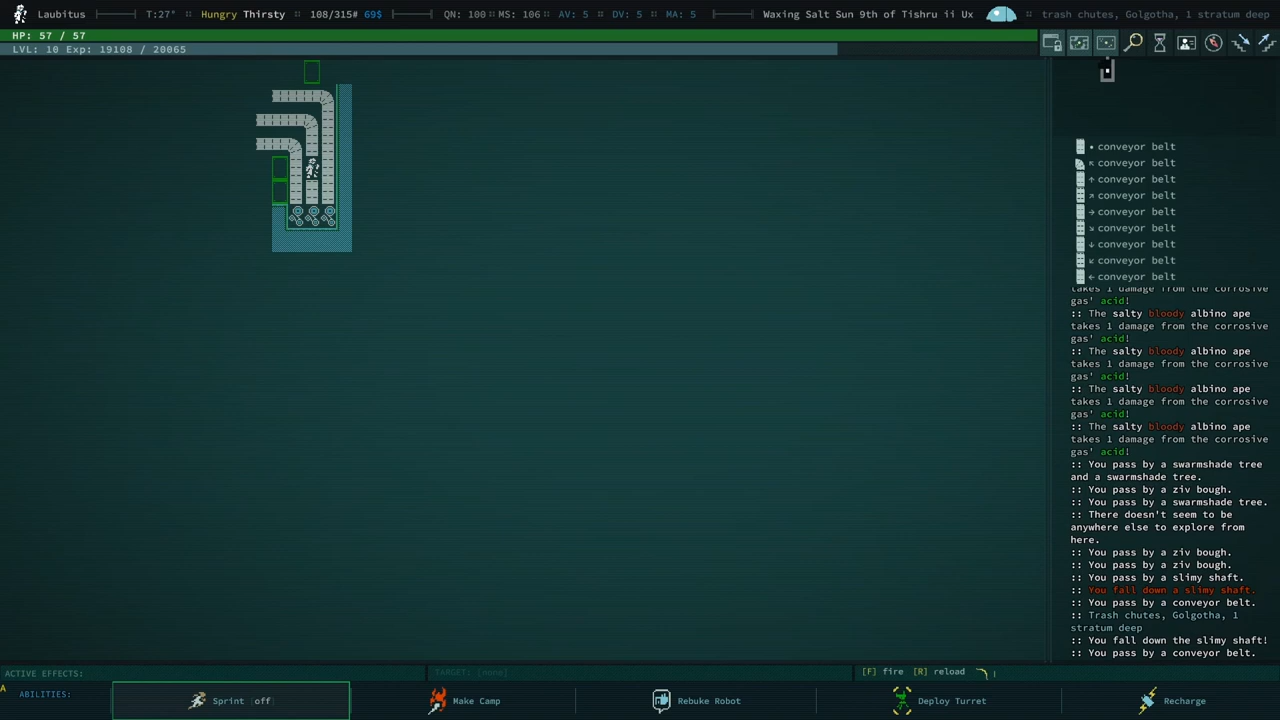 Laubitus T:27° :: Hungry Thirsty :: 108/315# 69$ QN: 100 :: MS: 106 :: AV: 5 :: DV: 5 :: MA: 5 Waxing Salt Sun 9th of Tishru ii Ux :: trash chutes, Golgotha, 1 stratum deep
HP: 57 / 57
LVL: 10 Exp: 19108 / 20065
• conveyor belt
↖ conveyor belt
↑ conveyor belt
↗ conveyor belt
→ conveyor belt
↘ conveyor belt
↓ conveyor belt
↙ conveyor belt
← conveyor belt
takes 1 damage from the corrosive
gas' acid!
:: The salty bloody albino ape
takes 1 damage from the corrosive
gas' acid!
:: The salty bloody albino ape
takes 1 damage from the corrosive
gas' acid!
:: The salty bloody albino ape
takes 1 damage from the corrosive
gas' acid!
:: The salty bloody albino ape
takes 1 damage from the corrosive
gas' acid!
:: You pass by a swarmshade tree
and a swarmshade tree.
:: You pass by a ziv bough.
:: You pass by a swarmshade tree.
:: There doesn't seem to be
anywhere else to explore from
here.
:: You pass by a ziv bough.
:: You pass by a ziv bough.
:: You pass by a slimy shaft.
:: You fall down a slimy shaft.
:: You pass by a conveyor belt.
:: Trash chutes, Golgotha, 1
stratum deep
:: You fall down the slimy shaft!
:: You pass by a conveyor belt.
ACTIVE EFFECTS: TARGET: [none] [F] fire [R] reload
A ABILITIES: Sprint [off] Make Camp Rebuke Robot Deploy Turret Recharge